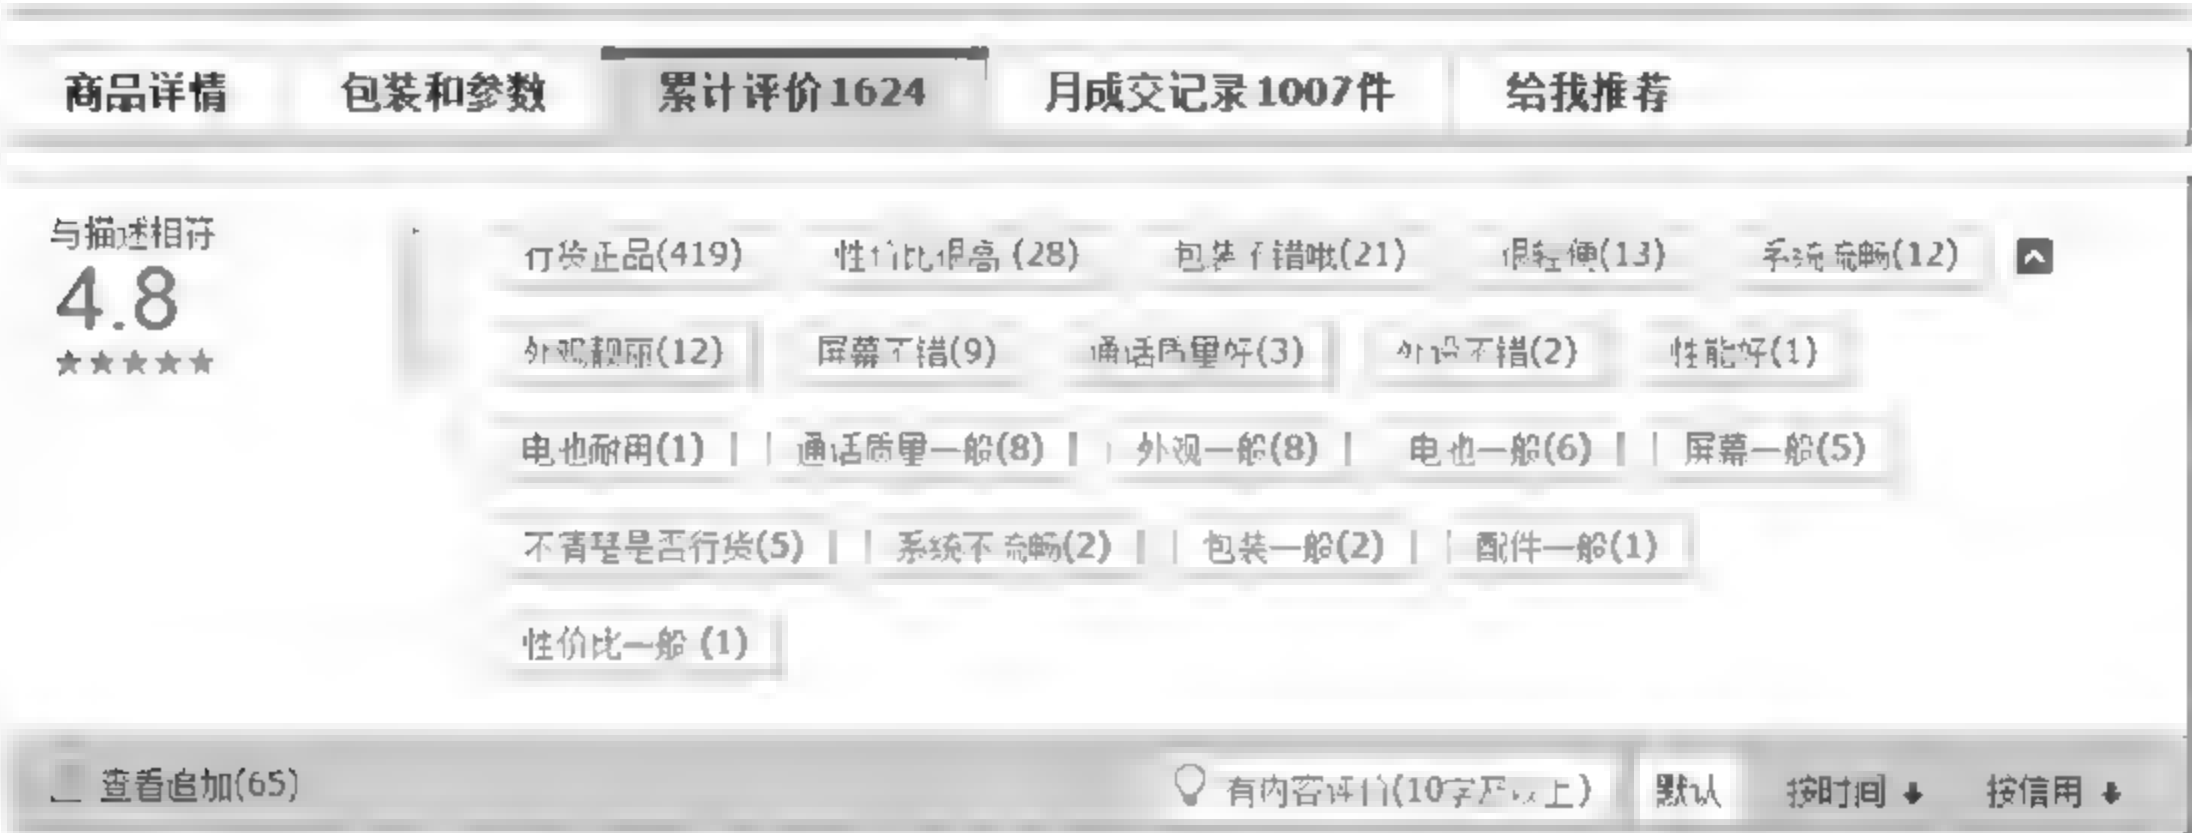 商品详情 包装和参数 累计评价1624 月成交记录1007件 给我推荐
与描述相符
4.8
行货正品(419) 性价比很高 (28) 包装不错哦(21) 很轻便(13) 系统流畅(12)
外观靓丽(12) 屏幕不错(9) 通话质量好(3) 外设不错(2) 性能好(1)
电池耐用(1) 通话质量一般(8) 外观一般(8) 电池一般(6) 屏幕一般(5)
不清楚是否行货(5) 系统不流畅(2) 包装一般(2) 配件一般(1)
性价比一般 (1)
查看追加(65) 有内容评价(10字及以上) 默认 按时间 按信用